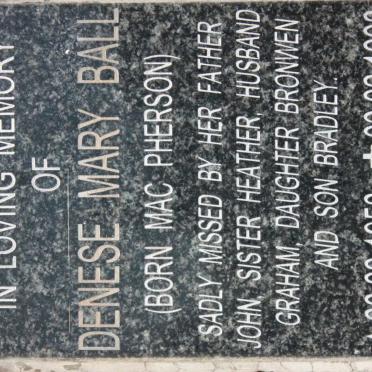 IN LOVING MEMORY
OF
DENESE MARY BALL
(BORN MAC PHERSON)
SADLY MISSED BY HER FATHER
JOHN, SISTER HEATHER, HUSBAND
GRAHAM, DAUGHTER BRONWEN
AND SON BRADLEY.